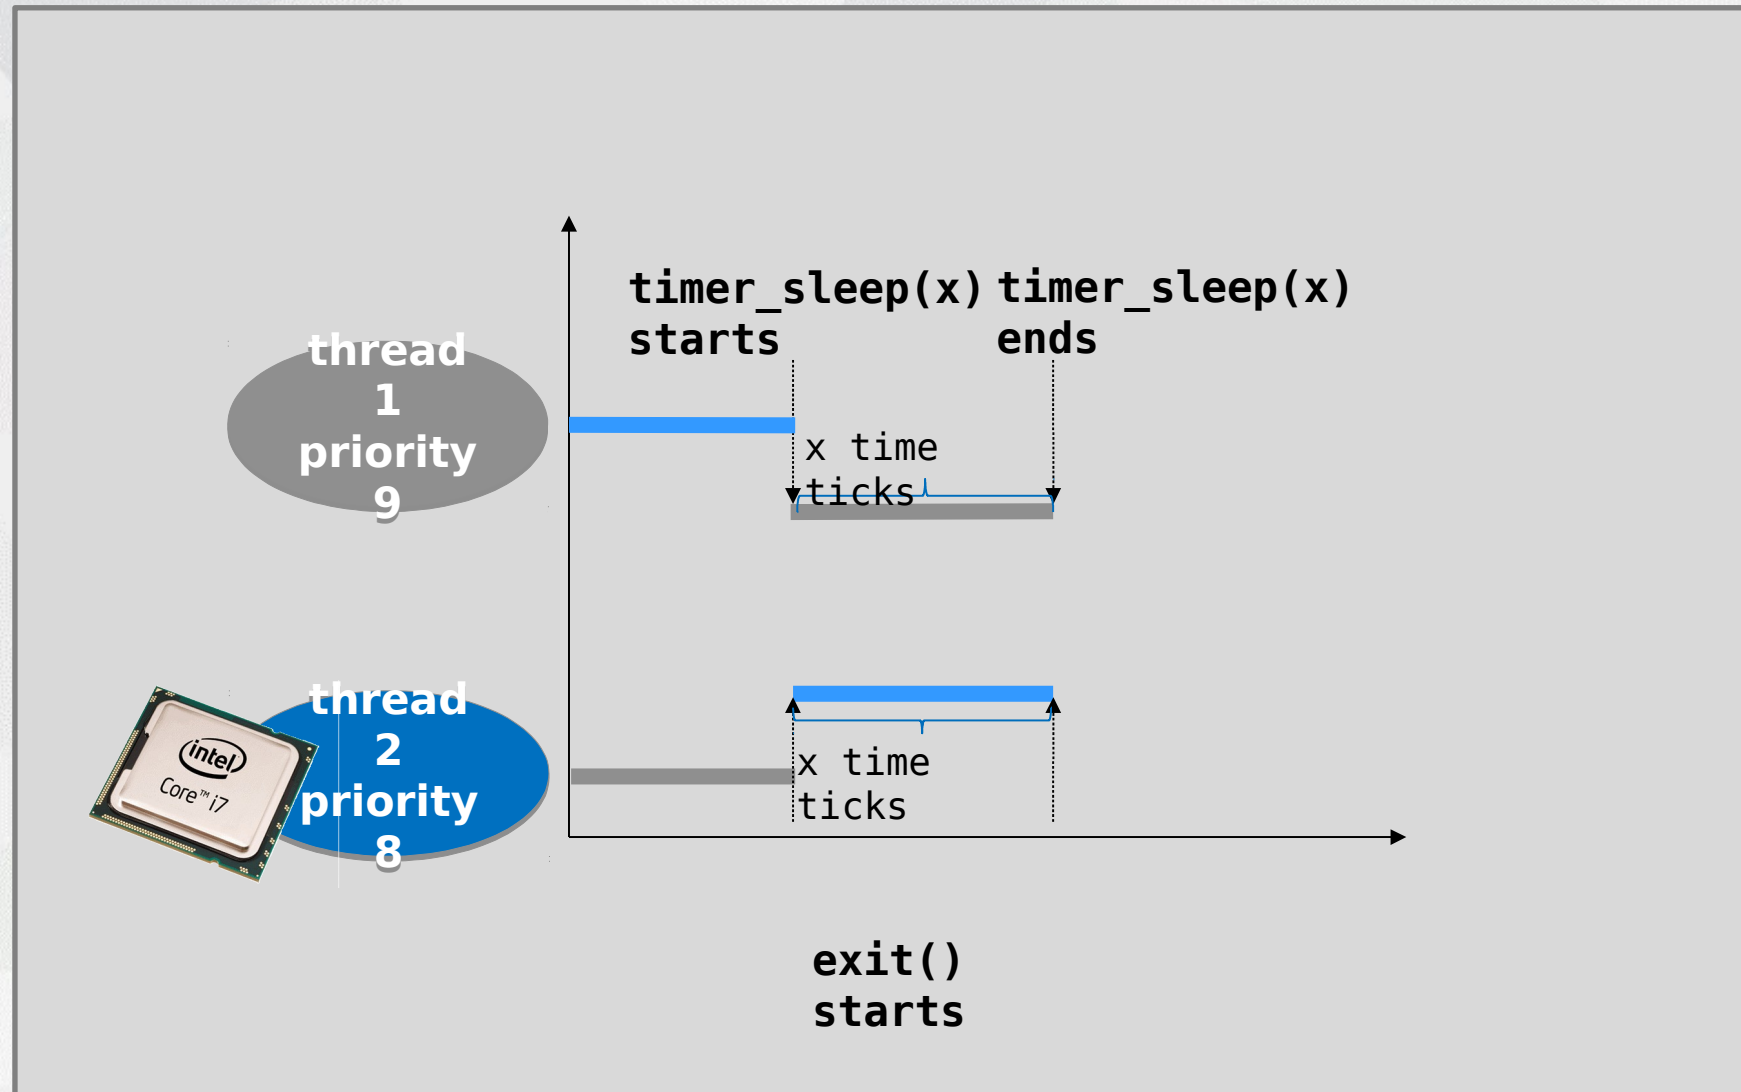 timer_sleep(x)
starts
timer_sleep(x)
ends
thread
1
priority
9
x time
ticks
thread
2
priority
8
intel
Core™ i7
x time
ticks
exit()
starts